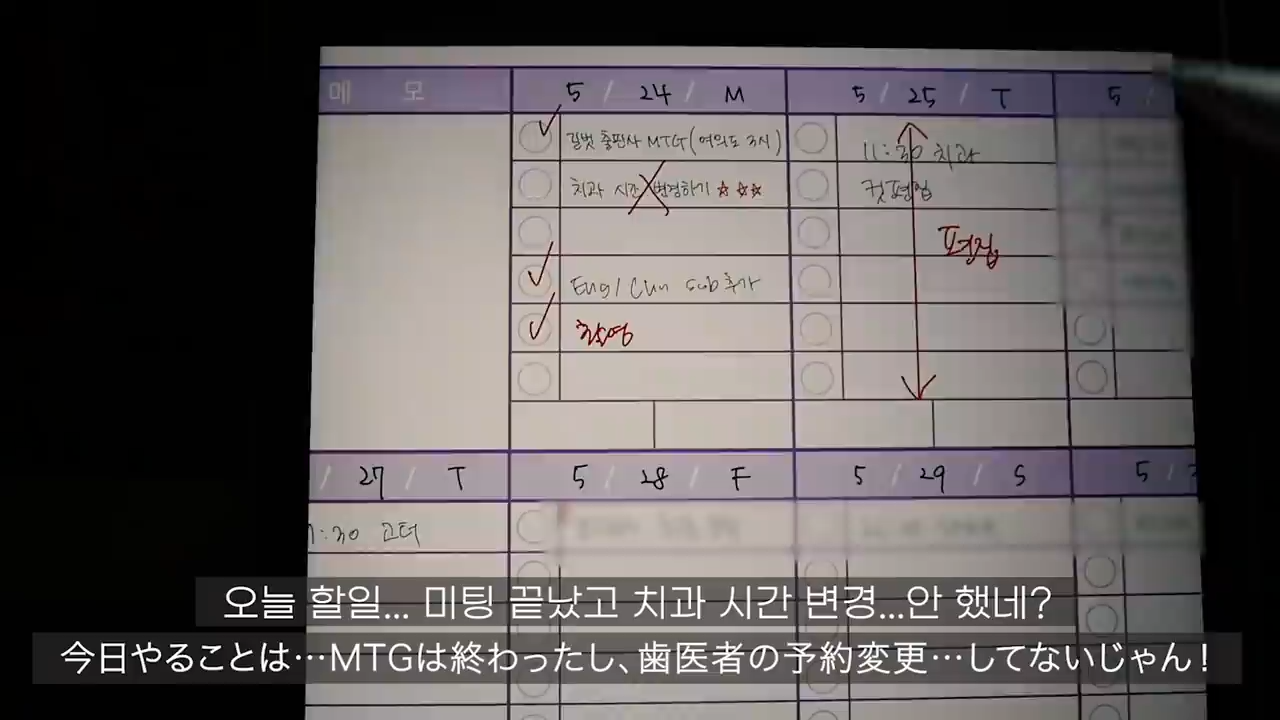 메 모
5 / 24 / M
5 / 25 / T
5 /
길벗 출판사 MTG (여의도 3시)
11:30 치과
치과 시간 변경하기 ☆ ☆ ☆
컷편집
편집
Eng/ Chn sub 추가
촬영
/ 27 / T
5 / 28 / F
5 / 29 / S
5 /
:30 고터
오늘 할일... 미팅 끝났고 치과 시간 변경...안 했네?
今日やることは…MTGは終わったし、歯医者の予約変更…してないじゃん!